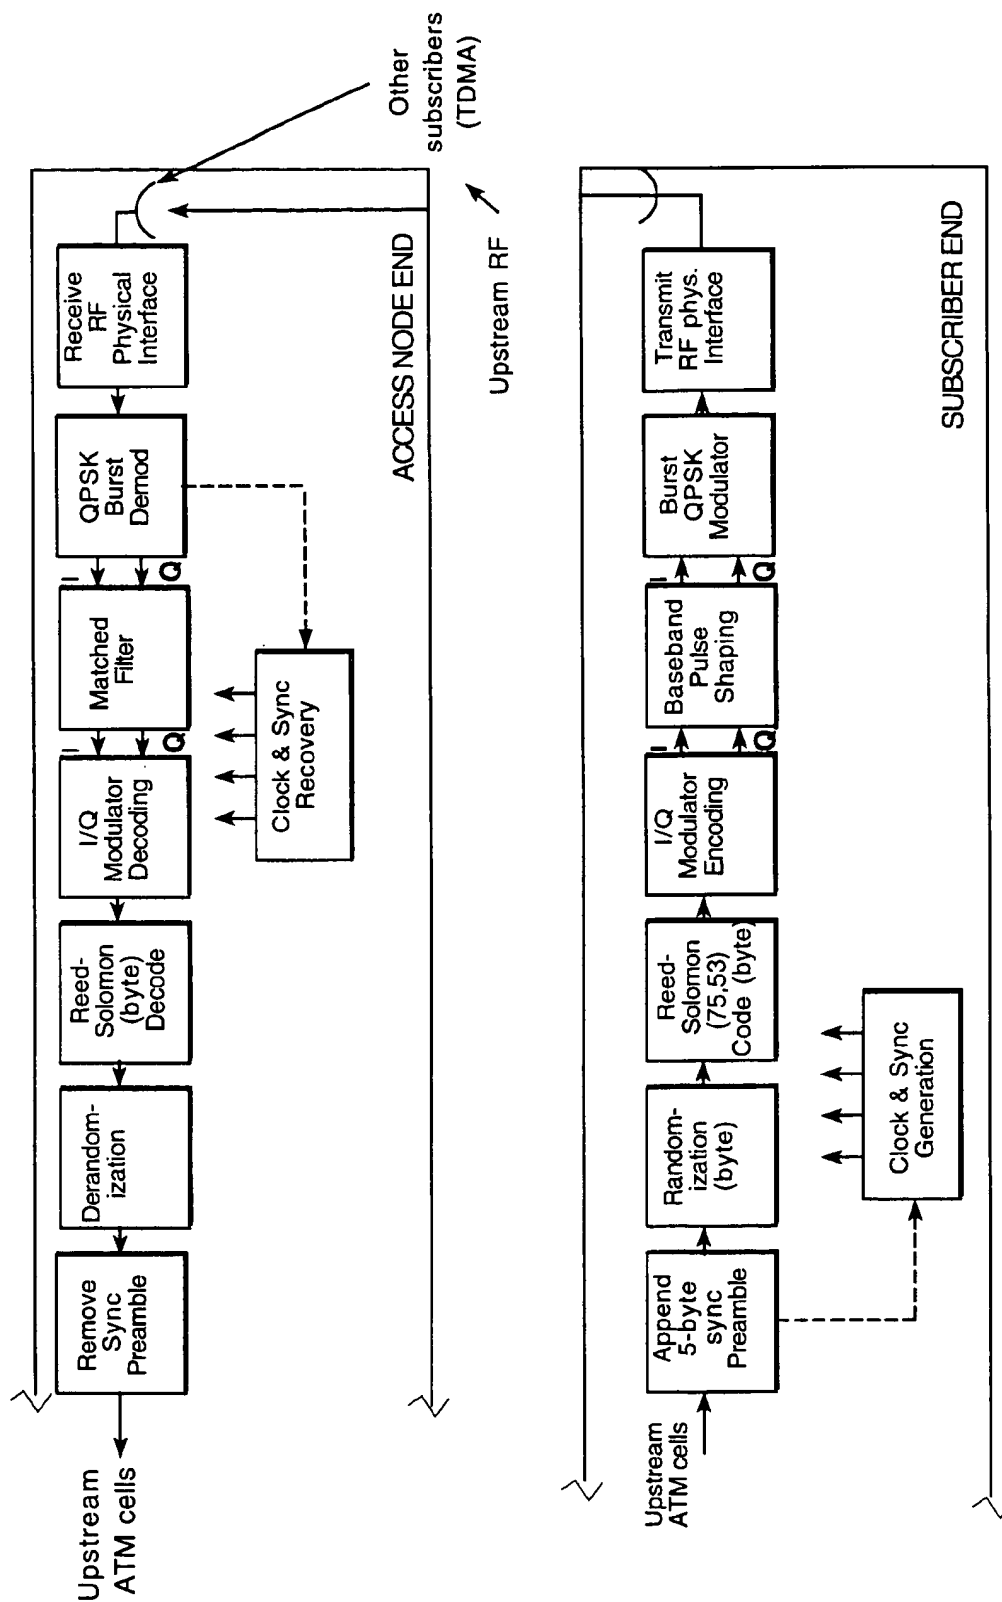 Upstream
ATM cells
Remove
Sync
Preamble
Derandom-
ization
Reed-
Solomon
(byte)
Decode
I/Q
Modulator
Decoding
I
Q
Matched
Filter
I
Q
QPSK
Burst
Demod
Receive
RF
Physical
Interface
Clock & Sync
Recovery
ACCESS NODE END
Other
subscribers
(TDMA)
Upstream RF
Upstream
ATM cells
Append
5-byte
sync
Preamble
Random-
ization
(byte)
Reed-
Solomon
(75,53)
Code (byte)
I/Q
Modulator
Encoding
I
Q
Baseband
Pulse
Shaping
I
Q
Burst
QPSK
Modulator
Transmit
RF phys.
Interface
Clock & Sync
Generation
SUBSCRIBER END